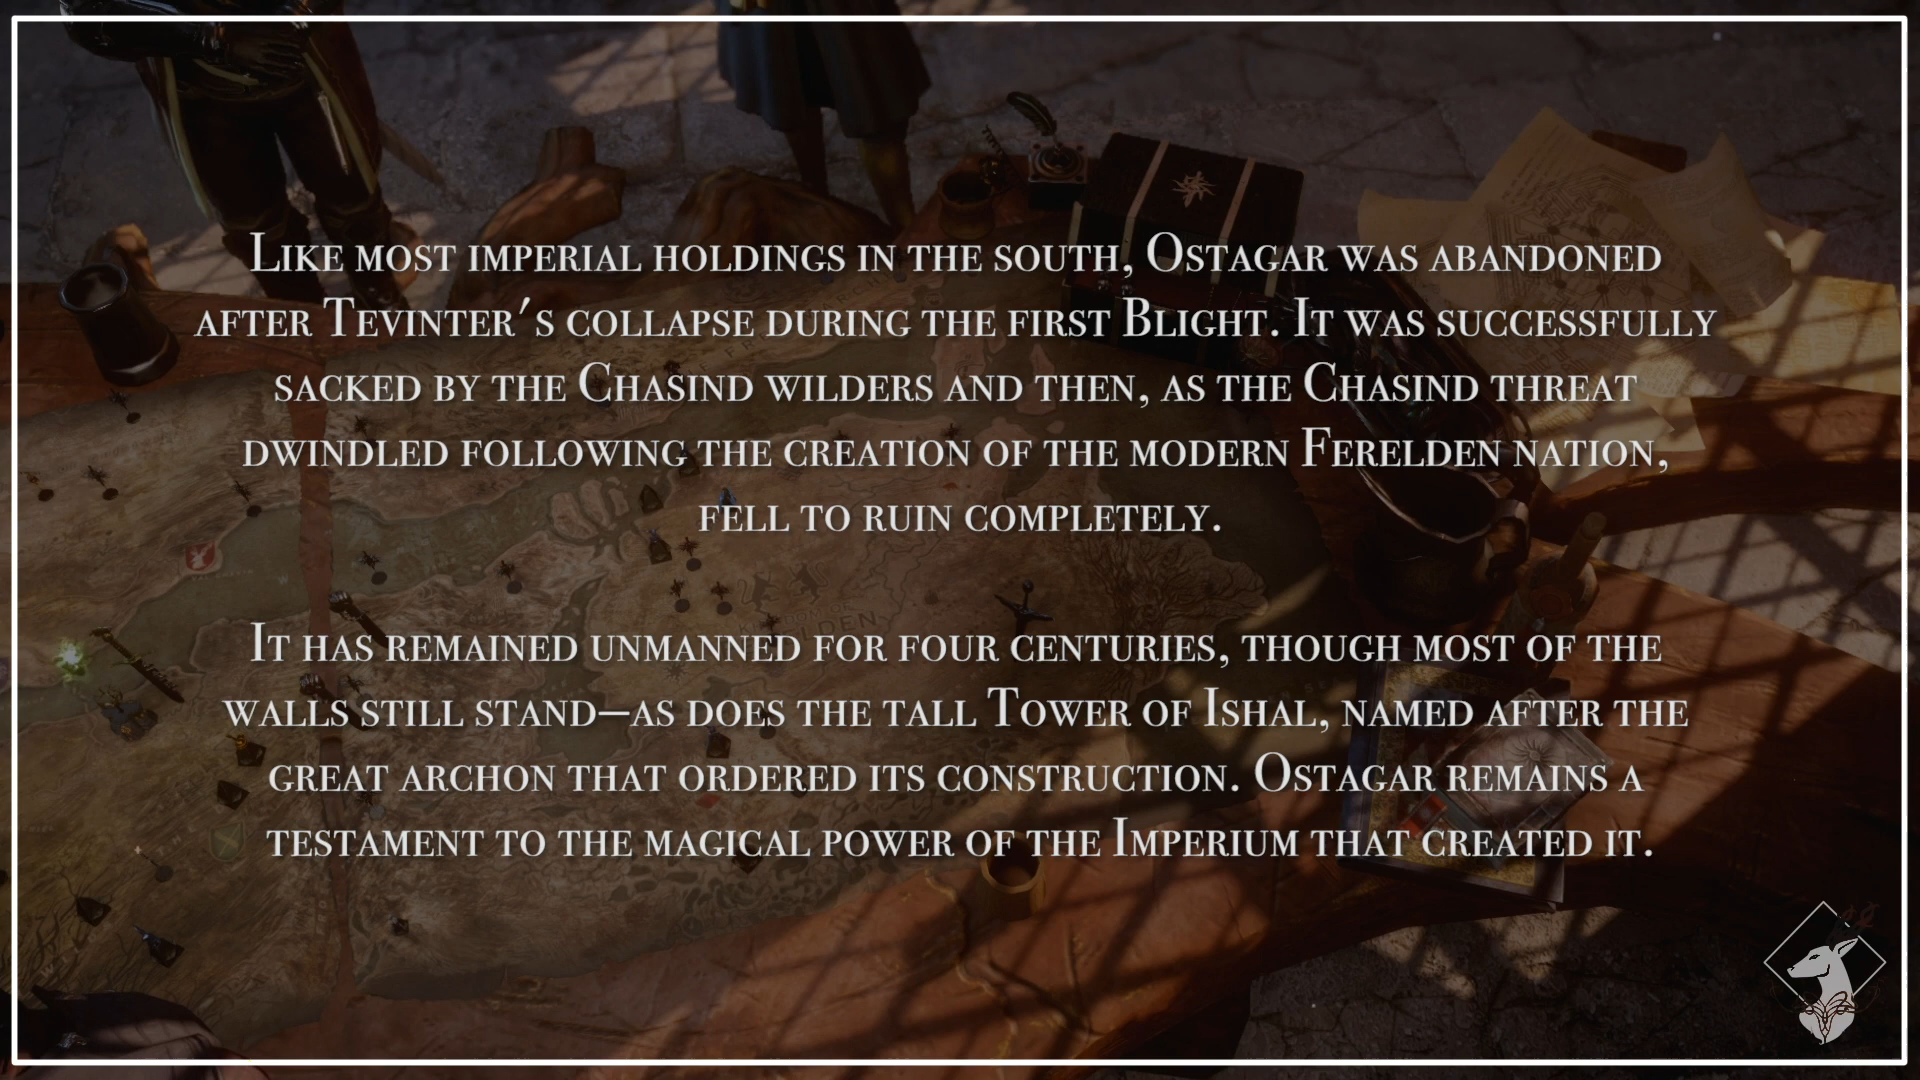 Like most imperial holdings in the south, Ostagar was abandoned
after Tevinter's collapse during the first Blight. It was successfully
sacked by the Chasind wilders and then, as the Chasind threat
dwindled following the creation of the modern Ferelden nation,
fell to ruin completely.
It has remained unmanned for four centuries, though most of the
walls still stand—as does the tall Tower of Ishal, named after the
great archon that ordered its construction. Ostagar remains a
testament to the magical power of the Imperium that created it.